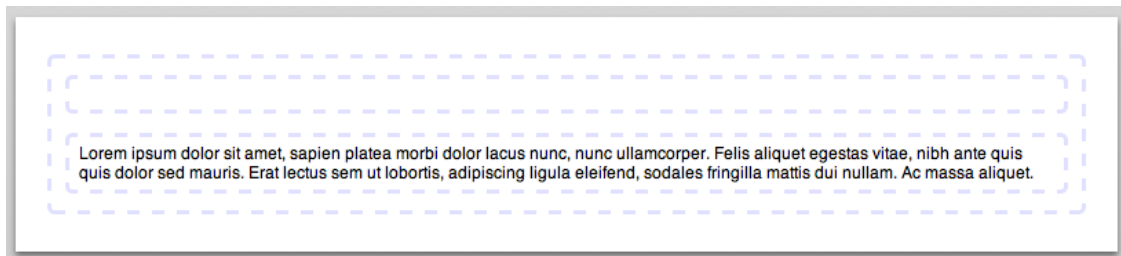 Lorem ipsum dolor sit amet, sapien platea morbi dolor lacus nunc, nunc ullamcorper. Felis aliquet egestas vitae, nibh ante quis
quis dolor sed mauris. Erat lectus sem ut lobortis, adipiscing ligula eleifend, sodales fringilla mattis dui nullam. Ac massa aliquet.